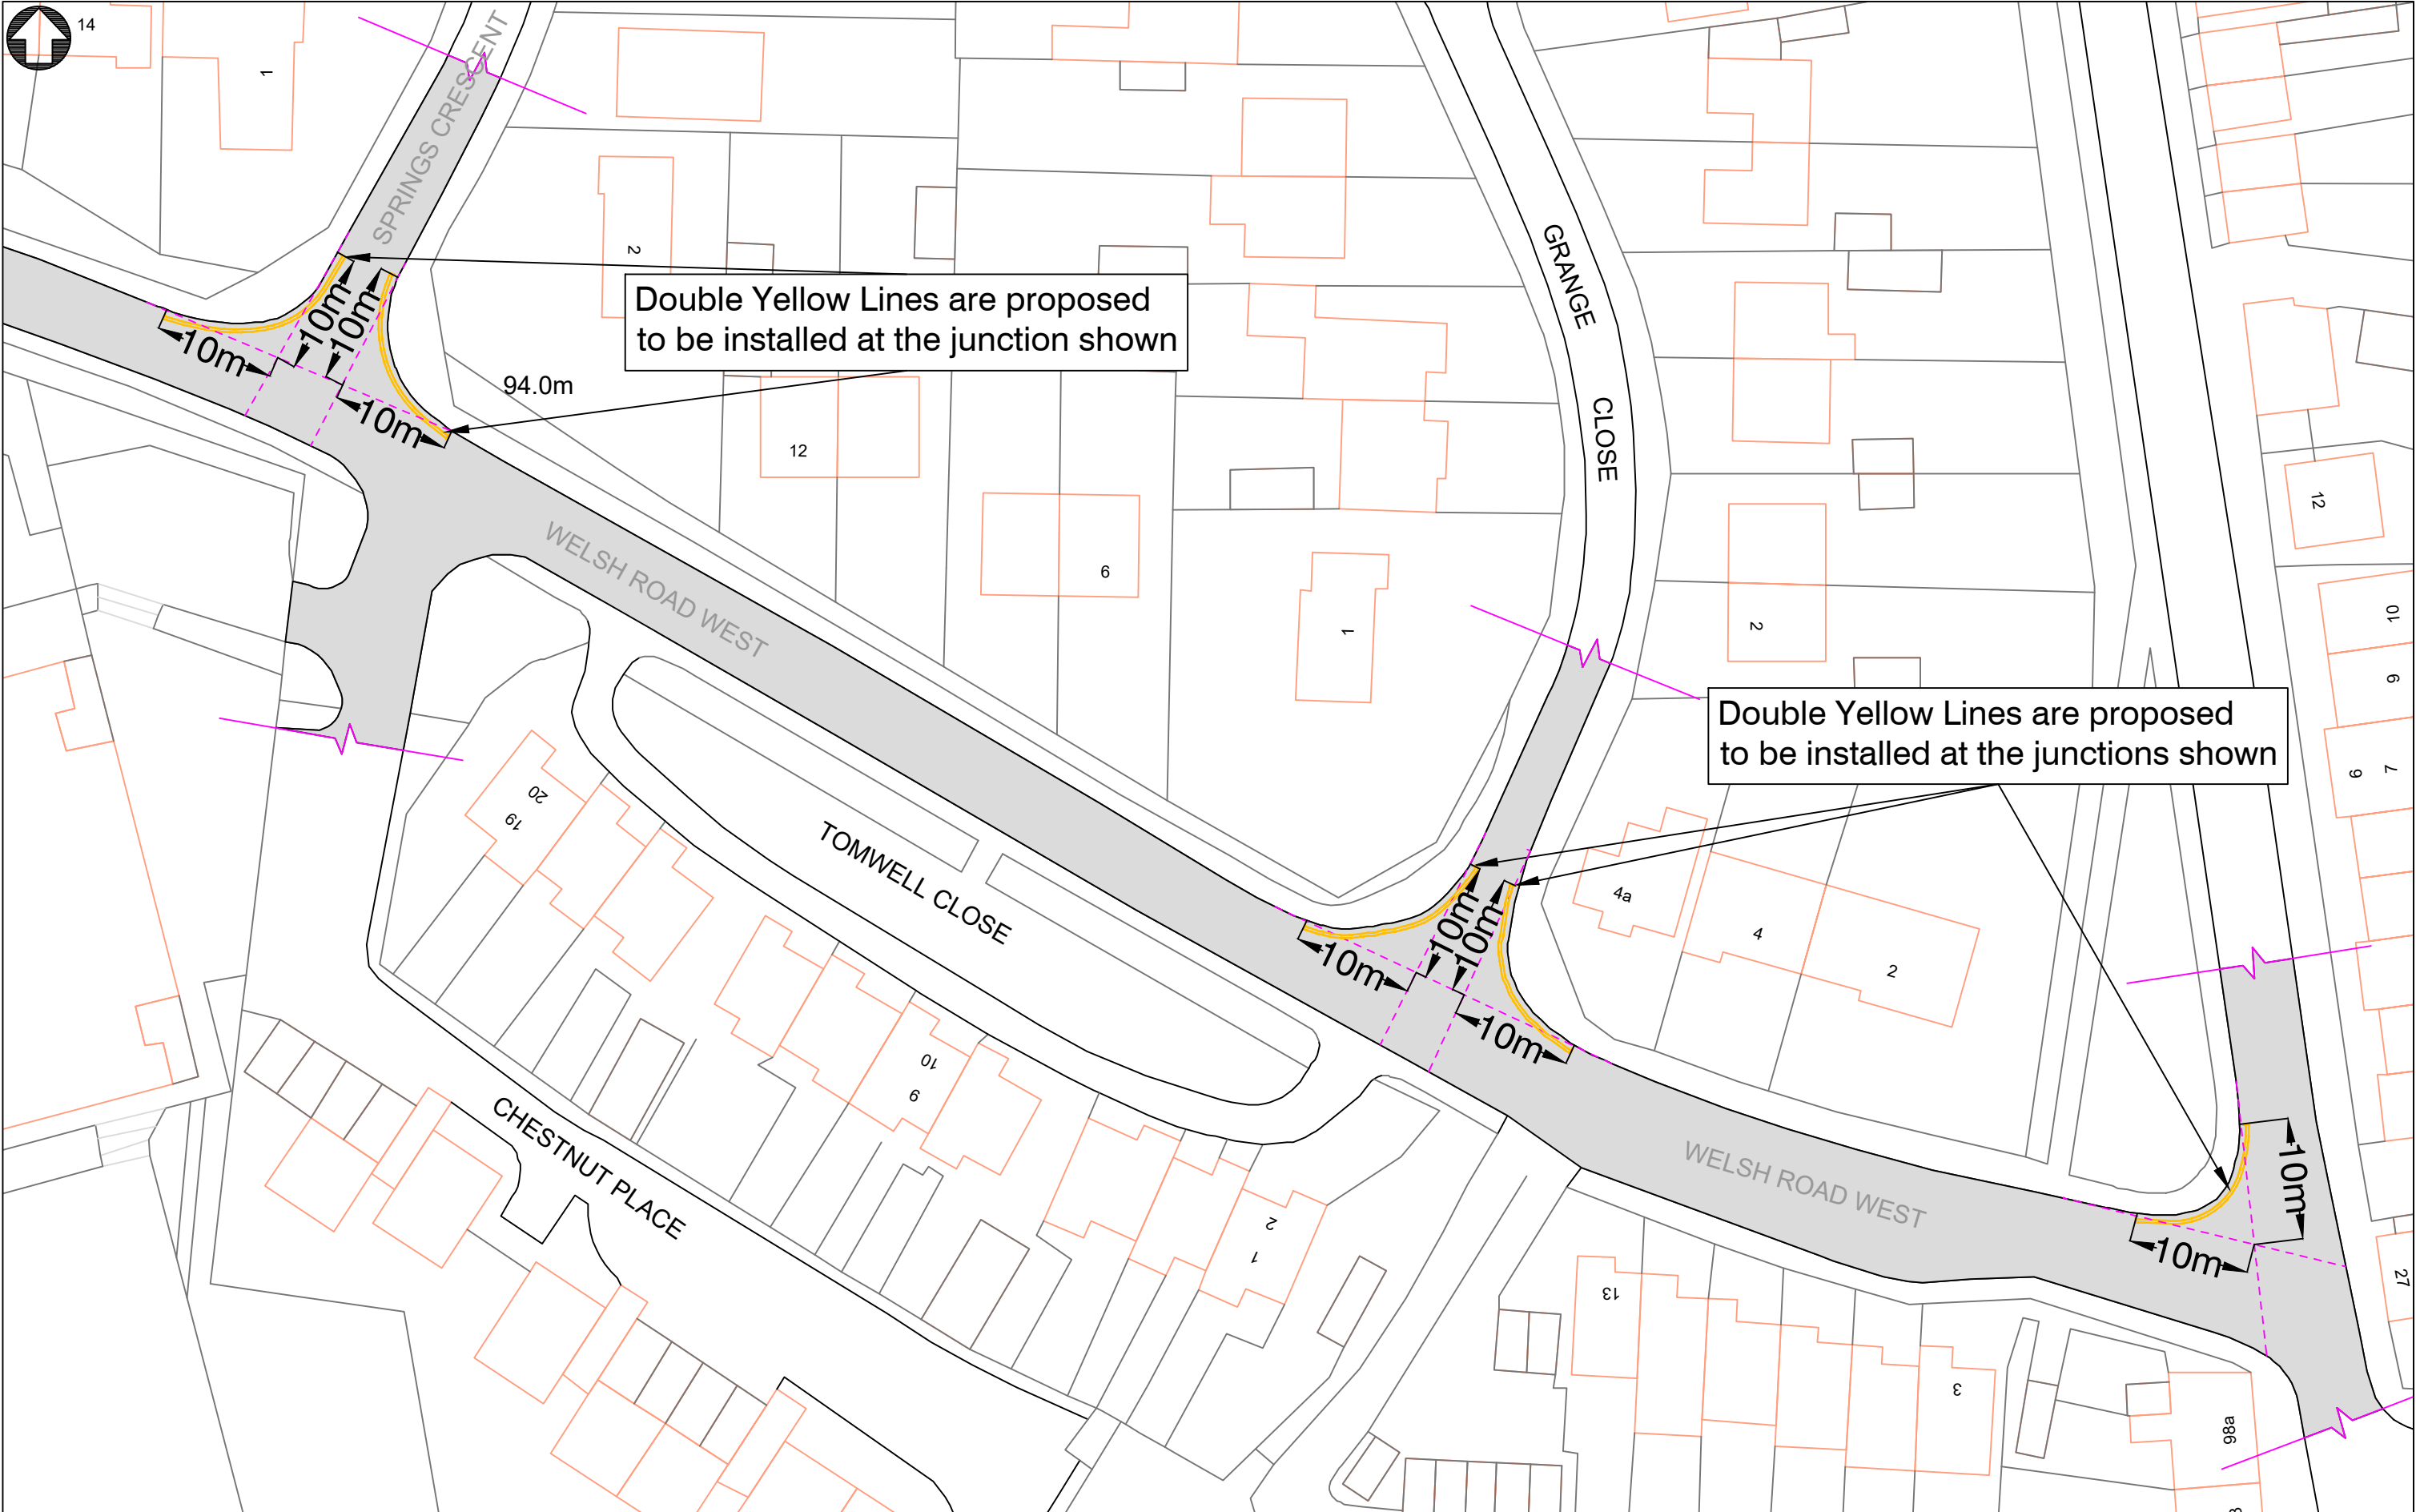 14
1
SPRINGS CRESCENT
2
Double Yellow Lines are proposed
to be installed at the junction shown
10m
10m
10m
10m
94.0m
12
6
1
GRANGE
CLOSE
2
12
10
9
7
6
WELSH ROAD WEST
Double Yellow Lines are proposed
to be installed at the junctions shown
20
19
TOMWELL CLOSE
4a
4
2
10m
10m
10m
10m
10
9
CHESTNUT PLACE
2
1
WELSH ROAD WEST
10m
10m
13
3
27
98a